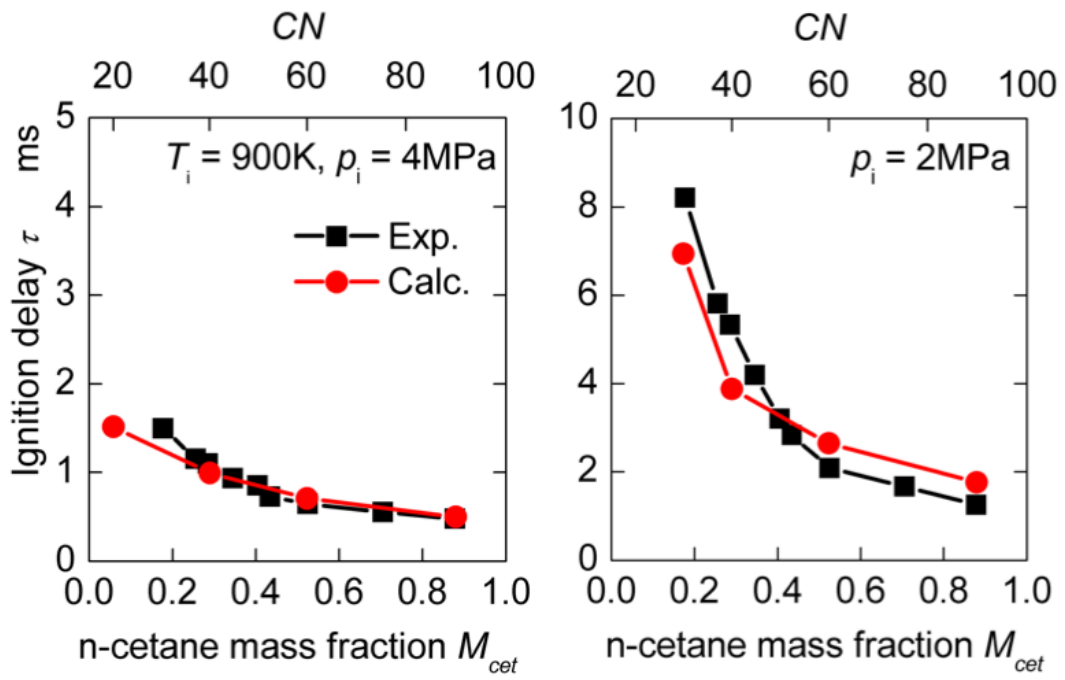 CN
20 40 60 80 100
5
4
3
2
1
0
Ignition delay τ ms
T_i = 900K, p_i = 4MPa
Exp.
Calc.
0.0 0.2 0.4 0.6 0.8 1.0
n-cetane mass fraction M_cet
CN
20 40 60 80 100
10
8
6
4
2
0
p_i = 2MPa
0.0 0.2 0.4 0.6 0.8 1.0
n-cetane mass fraction M_cet